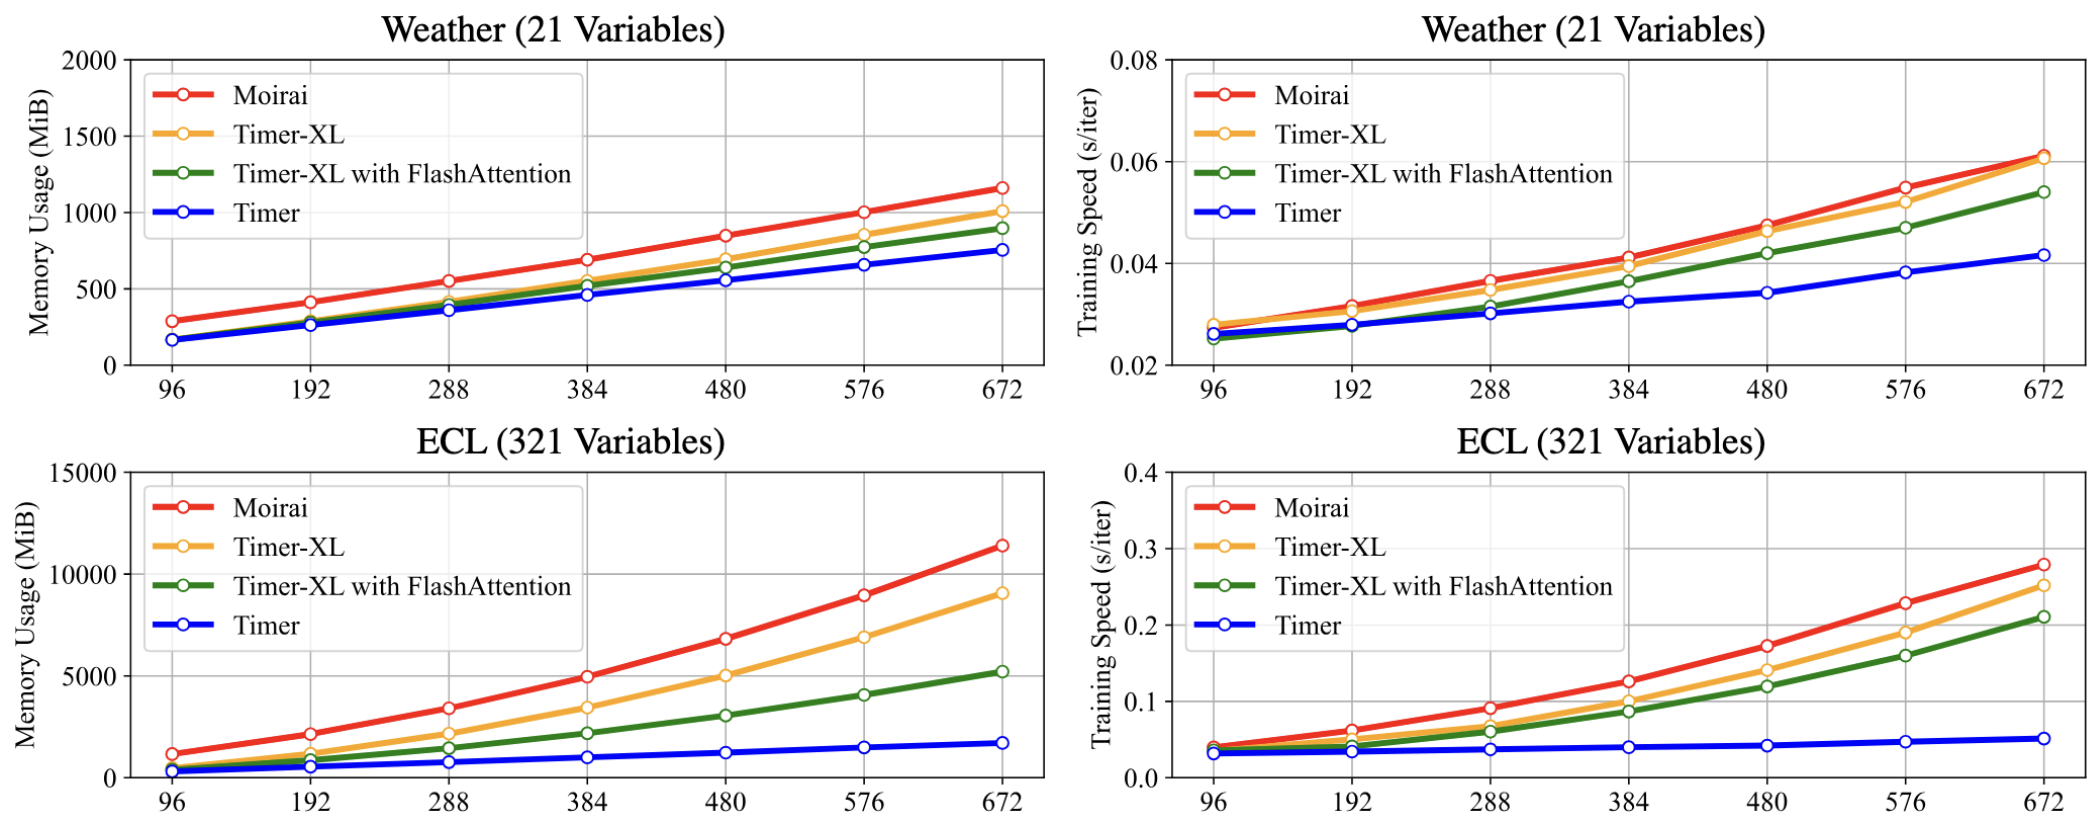 Weather (21 Variables)
Memory Usage (MiB)
2000
1500
1000
500
0
Moirai
Timer-XL
Timer-XL with FlashAttention
Timer
96 192 288 384 480 576 672
Weather (21 Variables)
Training Speed (s/iter)
0.08
0.06
0.04
0.02
Moirai
Timer-XL
Timer-XL with FlashAttention
Timer
96 192 288 384 480 576 672
ECL (321 Variables)
Memory Usage (MiB)
15000
10000
5000
0
Moirai
Timer-XL
Timer-XL with FlashAttention
Timer
96 192 288 384 480 576 672
ECL (321 Variables)
Training Speed (s/iter)
0.4
0.3
0.2
0.1
0.0
Moirai
Timer-XL
Timer-XL with FlashAttention
Timer
96 192 288 384 480 576 672